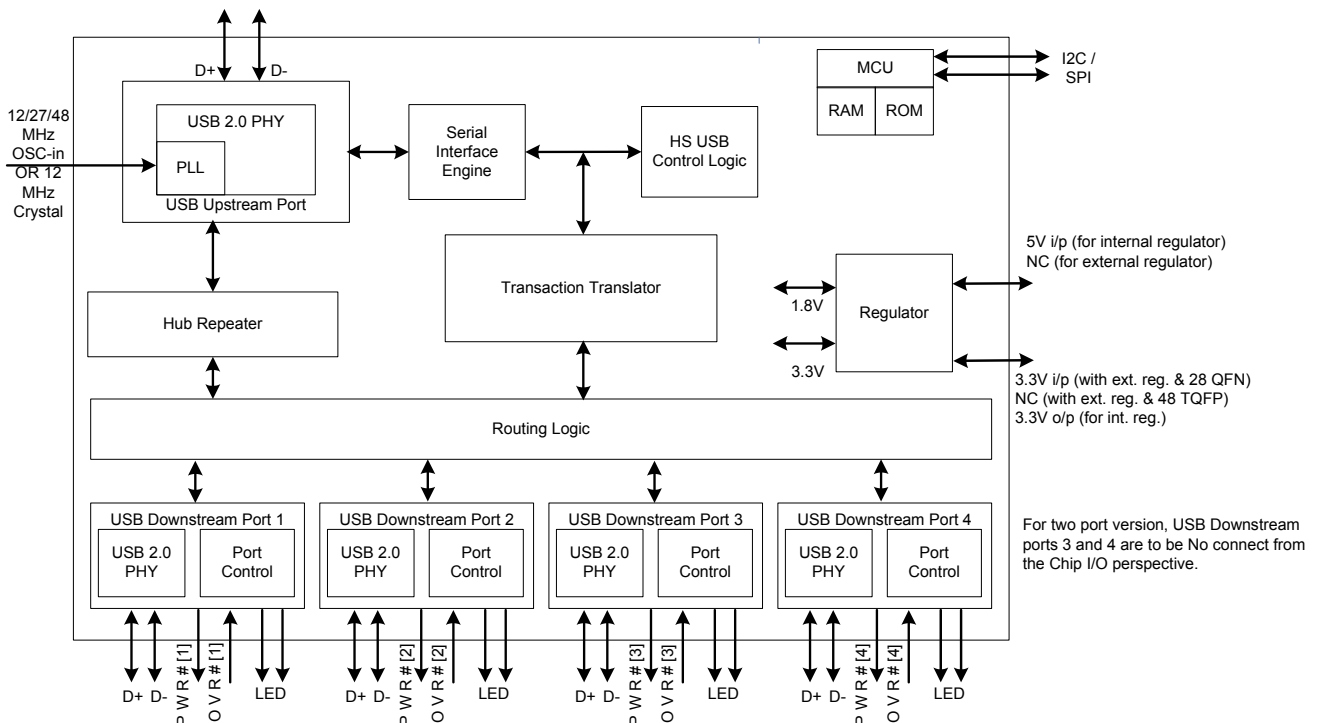 D+
D-
12/27/48
MHz
OSC-in
OR 12
MHz
Crystal
USB 2.0 PHY
PLL
USB Upstream Port
Serial
Interface
Engine
HS USB
Control Logic
MCU
RAM
ROM
I2C /
SPI
Hub Repeater
Transaction Translator
1.8V
3.3V
Regulator
5V i/p (for internal regulator)
NC (for external regulator)
3.3V i/p (with ext. reg. & 28 QFN)
NC (with ext. reg. & 48 TQFP)
3.3V o/p (for int. reg.)
Routing Logic
USB Downstream Port 1
USB 2.0
PHY
Port
Control
USB Downstream Port 2
USB 2.0
PHY
Port
Control
USB Downstream Port 3
USB 2.0
PHY
Port
Control
USB Downstream Port 4
USB 2.0
PHY
Port
Control
For two port version, USB Downstream
ports 3 and 4 are to be No connect from
the Chip I/O perspective.
D+
D-
P W R # [1]
O V R # [1]
LED
D+
D-
P W R # [2]
O V R # [2]
LED
D+
D-
P W R # [3]
O V R # [3]
LED
D+
D-
P W R # [4]
O V R # [4]
LED